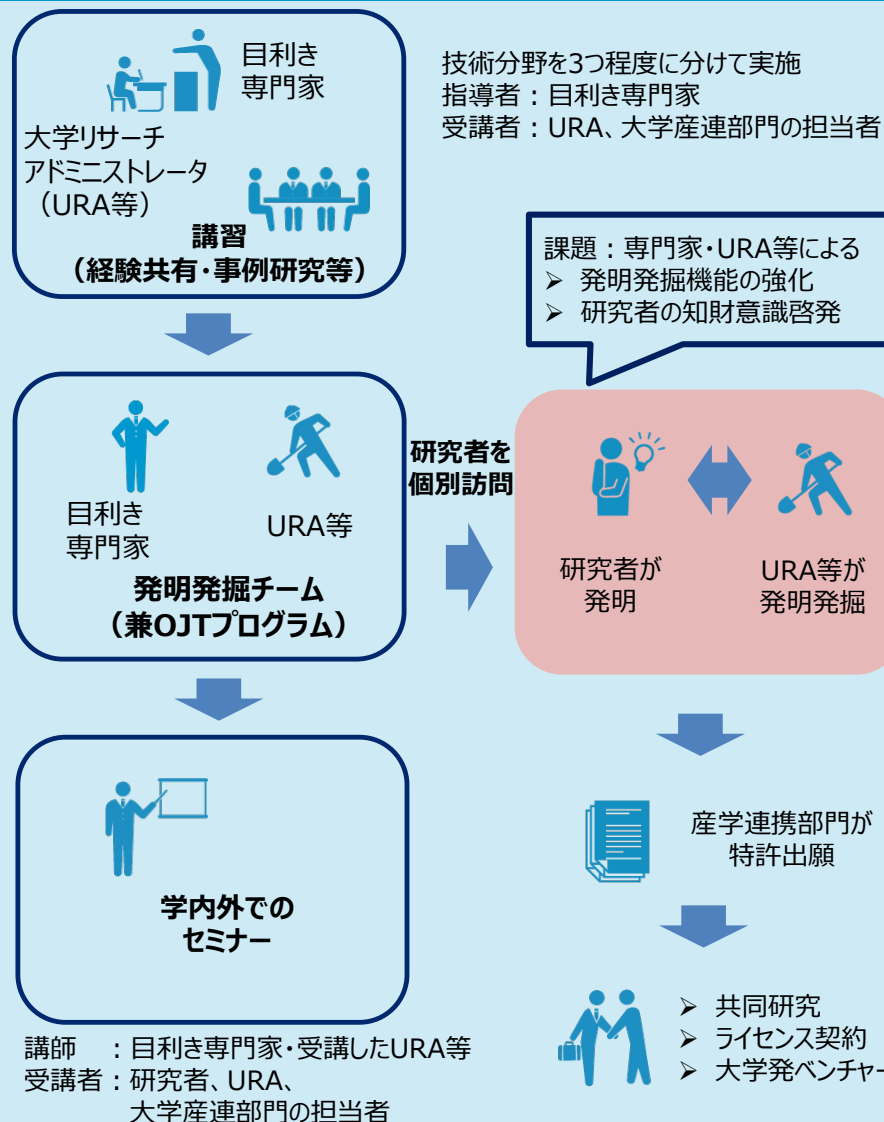 目利き
専門家
大学リサーチ
アドミニストレータ
（URA等）
講習
（経験共有・事例研究等）
技術分野を3つ程度に分けて実施
指導者：目利き専門家
受講者：URA、大学産連部門の担当者
課題：専門家・URA等による
➢ 発明発掘機能の強化
➢ 研究者の知財意識啓発
目利き
専門家
URA等
発明発掘チーム
（兼OJTプログラム）
研究者を
個別訪問
研究者が
発明
URA等が
発明発掘
産学連携部門が
特許出願
➢ 共同研究
➢ ライセンス契約
➢ 大学発ベンチャー
学内外での
セミナー
講師　：目利き専門家・受講したURA等
受講者：研究者、URA、
大学産連部門の担当者